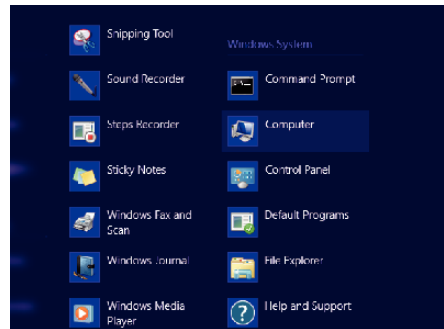 Snipping Tool
Sound Recorder
Steps Recorder
Sticky Notes
Windows Fax and
Scan
Windows Journal
Windows Media
Player
Windows System
Command Prompt
Computer
Control Panel
Default Programs
File Explorer
Help and Support